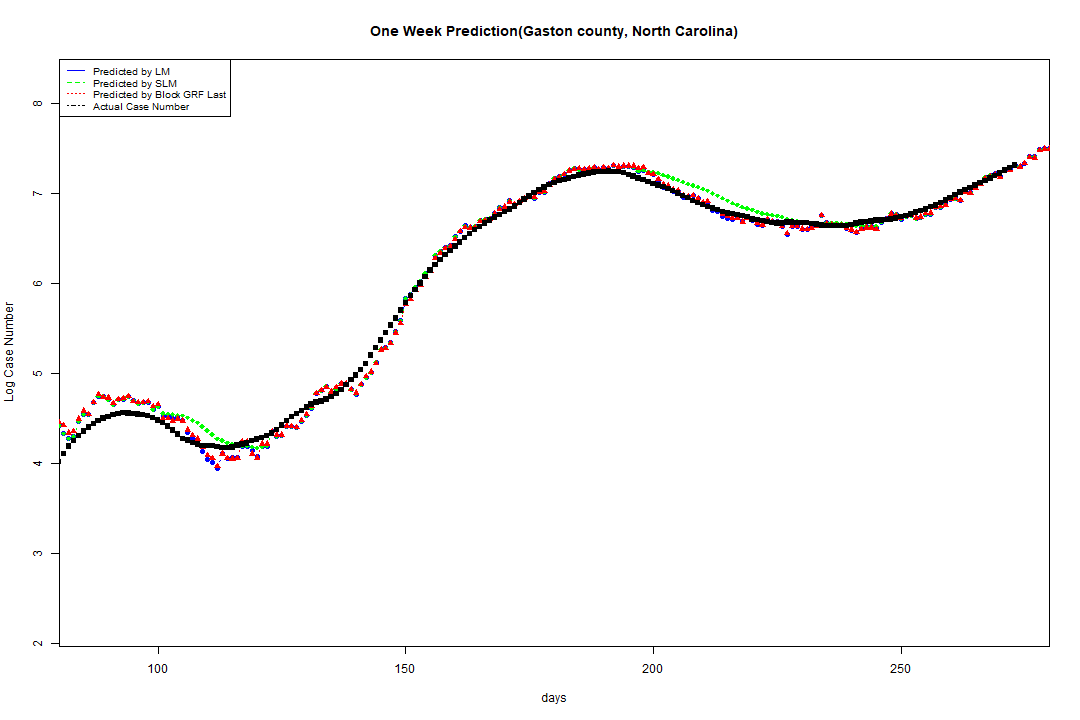 One Week Prediction(Gaston county, North Carolina)
Predicted by LM
Predicted by SLM
Predicted by Block GRF Last
Actual Case Number
Log Case Number
8
7
6
5
4
3
2
100 150 200 250
days